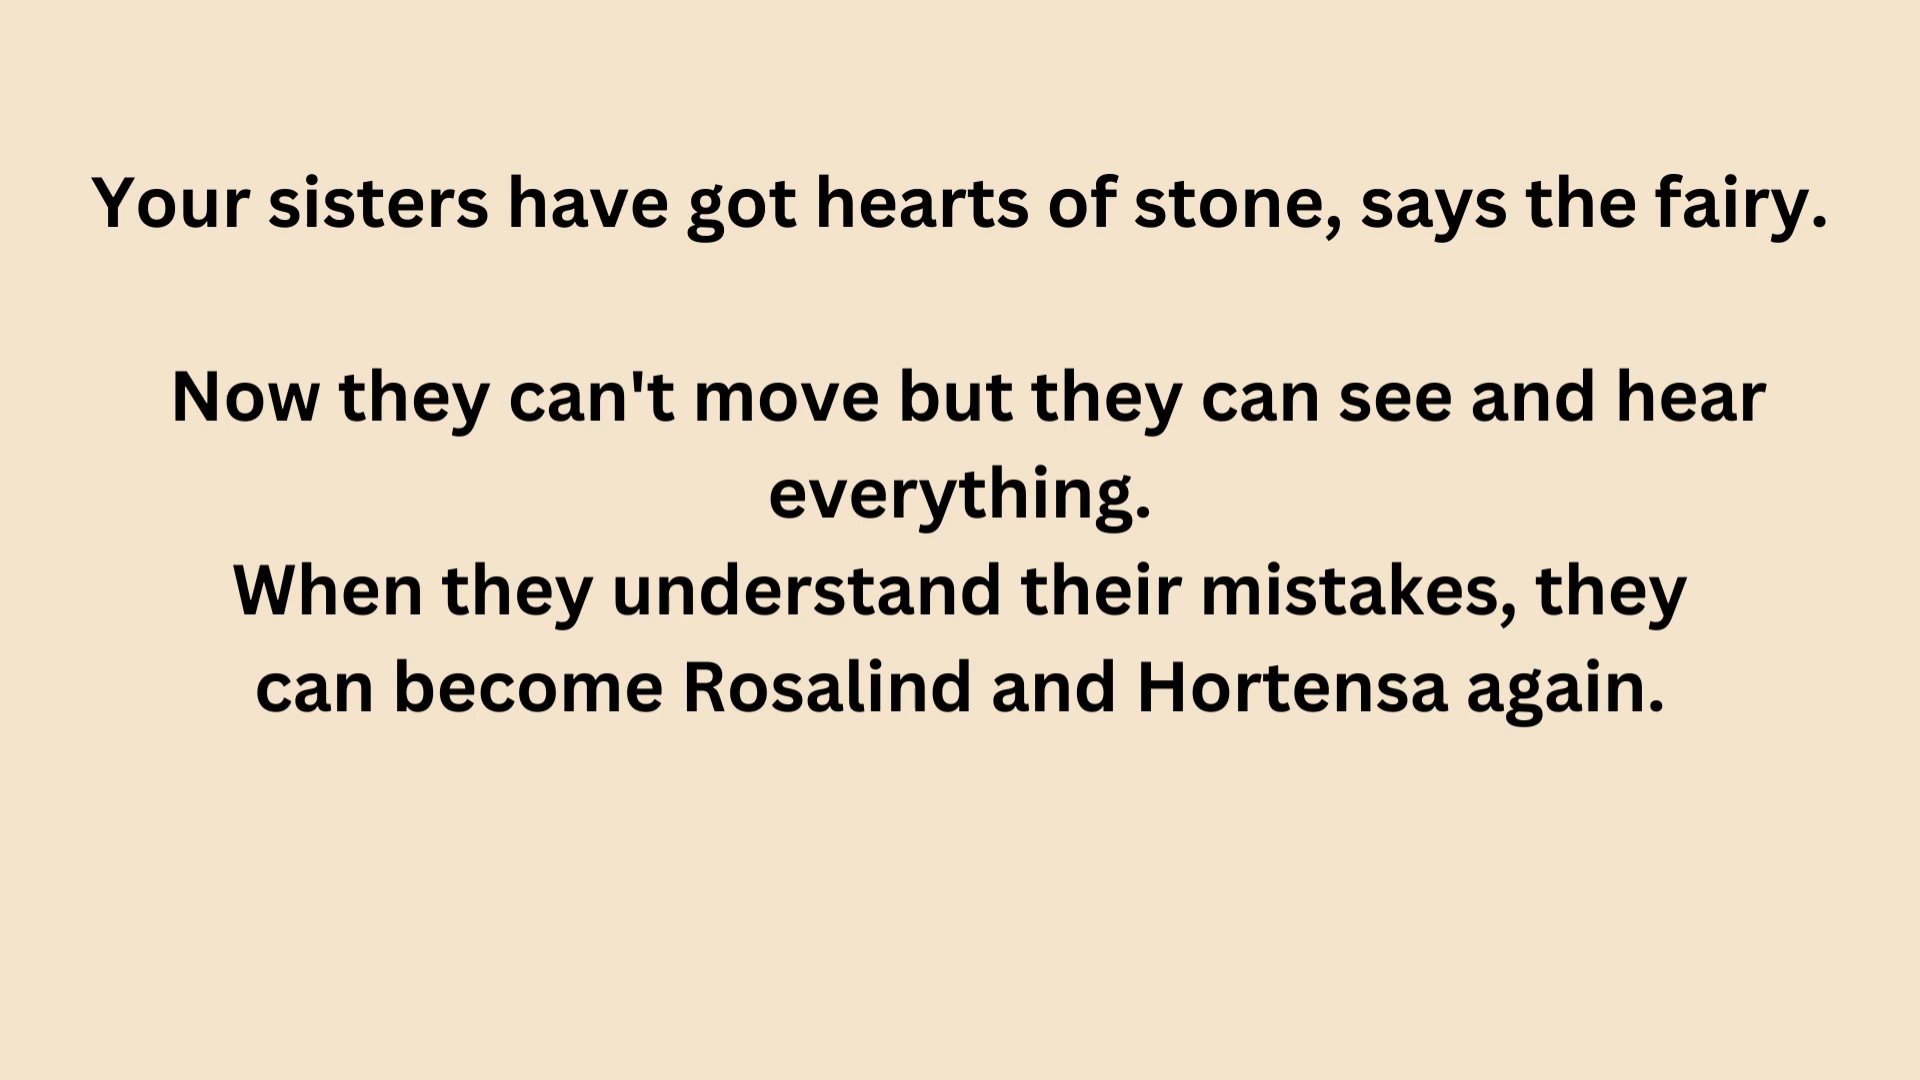 Your sisters have got hearts of stone, says the fairy.
Now they can't move but they can see and hear
everything.
When they understand their mistakes, they
can become Rosalind and Hortensa again.